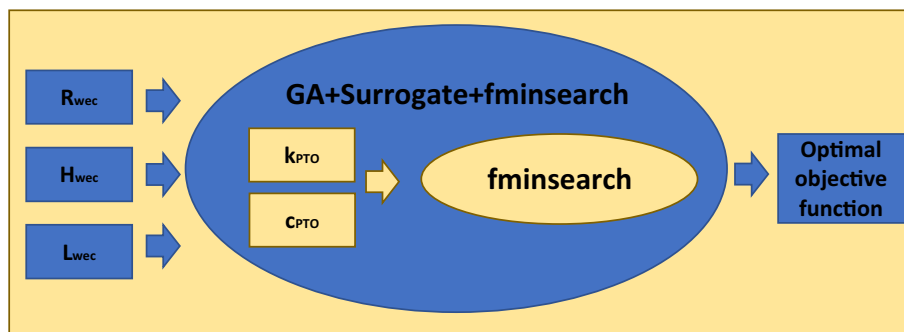 Rwec
Hwec
Lwec
GA+Surrogate+fminsearch
kPTO
cPTO
fminsearch
Optimal
objective
function